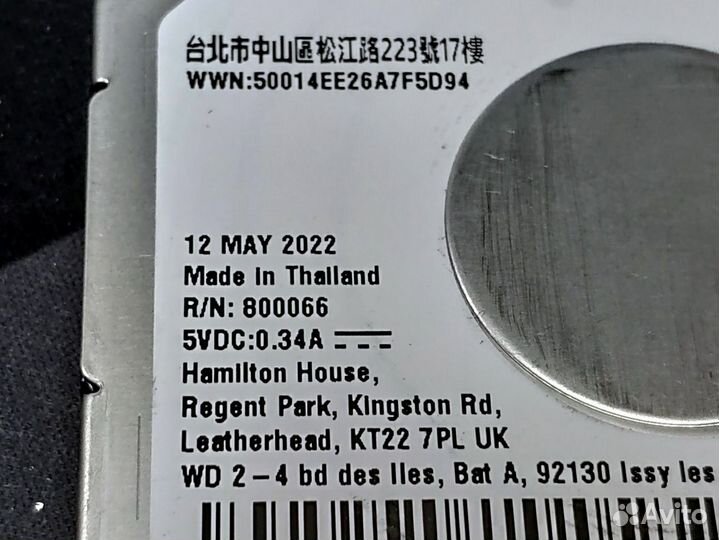 台北市中山區松江路223號17樓
WWN:50014EE26A7F5D94
12 MAY 2022
Made in Thailand
R/N: 800066
5VDC:0.34A
Hamilton House,
Regent Park, Kingston Rd,
Leatherhead, KT22 7PL UK
WD 2-4 bd des Iles, Bat A, 92130 Issy les
Avito